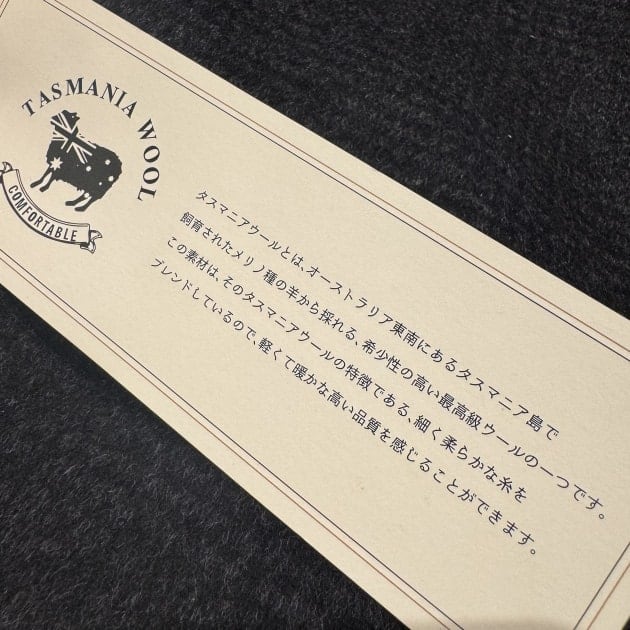 TASMANIA WOOL
COMFORTABLE
タスマニアウールとは、オーストラリア東南にあるタスマニア島で
飼育されたメリノ種の羊から採れる、希少性の高い最高級ウールの一つです。
この素材は、そのタスマニアウールの特徴である、細く柔らかな糸を
ブレンドしているので、軽くて暖かな高い品質を感じることができます。